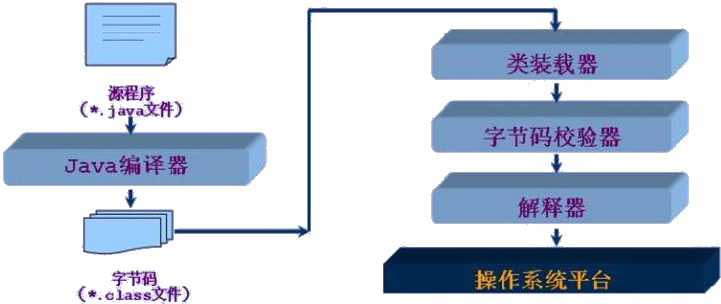 源程序
(*.java文件)
Java编译器
字节码
(*.class文件)
类装载器
字节码校验器
解释器
操作系统平台